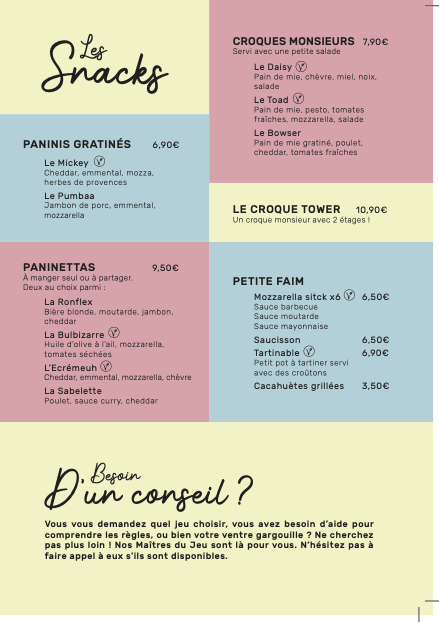 Les
Snacks
PANINIS GRATINÉS 6,90€
Le Mickey
Cheddar, emmental, mozza,
herbes de provences
Le Pumbaa
Jambon de porc, emmental,
mozzarella
PANINETTAS 9,50€
À manger seul ou à partager.
Deux au choix parmi :
La Ronflex
Bière blonde, moutarde, jambon,
cheddar
La Bulbizarre
Huile d'olive à l'ail, mozzarella,
tomates séchées
L'Ecrémeuh
Cheddar, emmental, mozzarella, chèvre
La Sabelette
Poulet, sauce curry, cheddar
CROQUES MONSIEURS 7,90€
Servi avec une petite salade
Le Daisy
Pain de mie, chèvre, miel, noix,
salade
Le Toad
Pain de mie, pesto, tomates
fraîches, mozzarella, salade
Le Bowser
Pain de mie gratiné, poulet,
cheddar, tomates fraîches
LE CROQUE TOWER 10,90€
Un croque monsieur avec 2 étages !
PETITE FAIM
Mozzarella sitck x6 6,50€
Sauce barbecue
Sauce moutarde
Sauce mayonnaise
Saucisson 6,50€
Tartinable 6,90€
Petit pot à tartiner servi
avec des croûtons
Cacahuètes grillées 3,50€
Besoin
D'un conseil ?
Vous vous demandez quel jeu choisir, vous avez besoin d'aide pour
comprendre les règles, ou bien votre ventre gargouille ? Ne cherchez
pas plus loin ! Nos Maîtres du Jeu sont là pour vous. N'hésitez pas à
faire appel à eux s'ils sont disponibles.